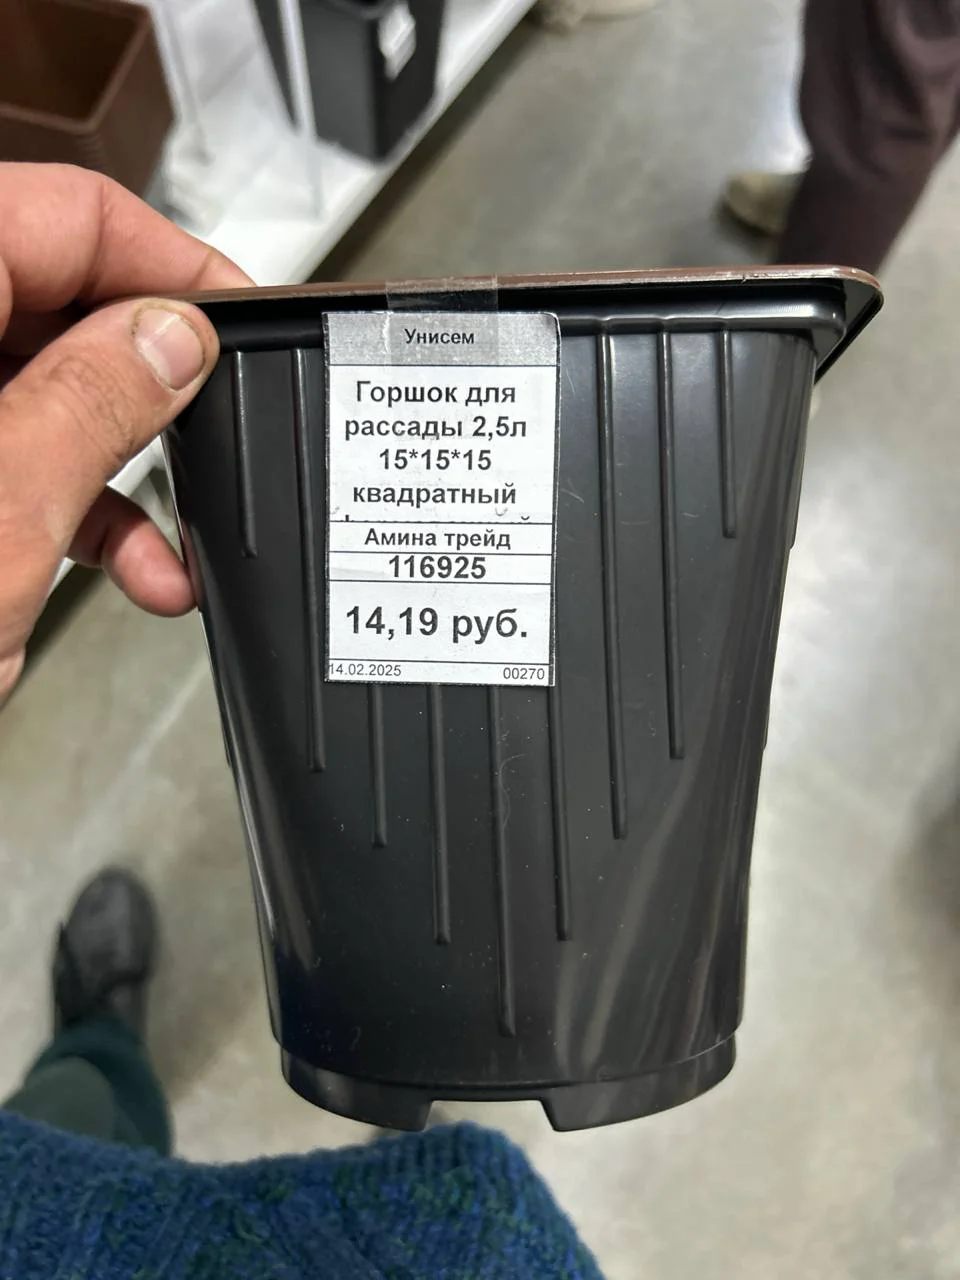 Унисем
Горшок для
рассады 2,5л
15*15*15
квадратный
Амина трейд
116925
14,19 руб.
14.02.2025 00270